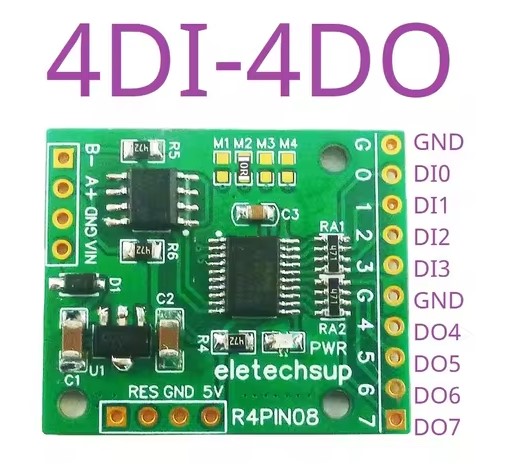 4DI-4DO
B-
A+
GND
VIN
R5
472
M1 M2 M3 M4
0R0
C3
R6
472
D1
C2
C1
U1
RA1
471
471
RA2
R4
472
PWR
eletechsup
RES GND 5V
R4PIN08
G
0
1
2
3
G
4
5
6
7
GND
DI0
DI1
DI2
DI3
GND
DO4
DO5
DO6
DO7